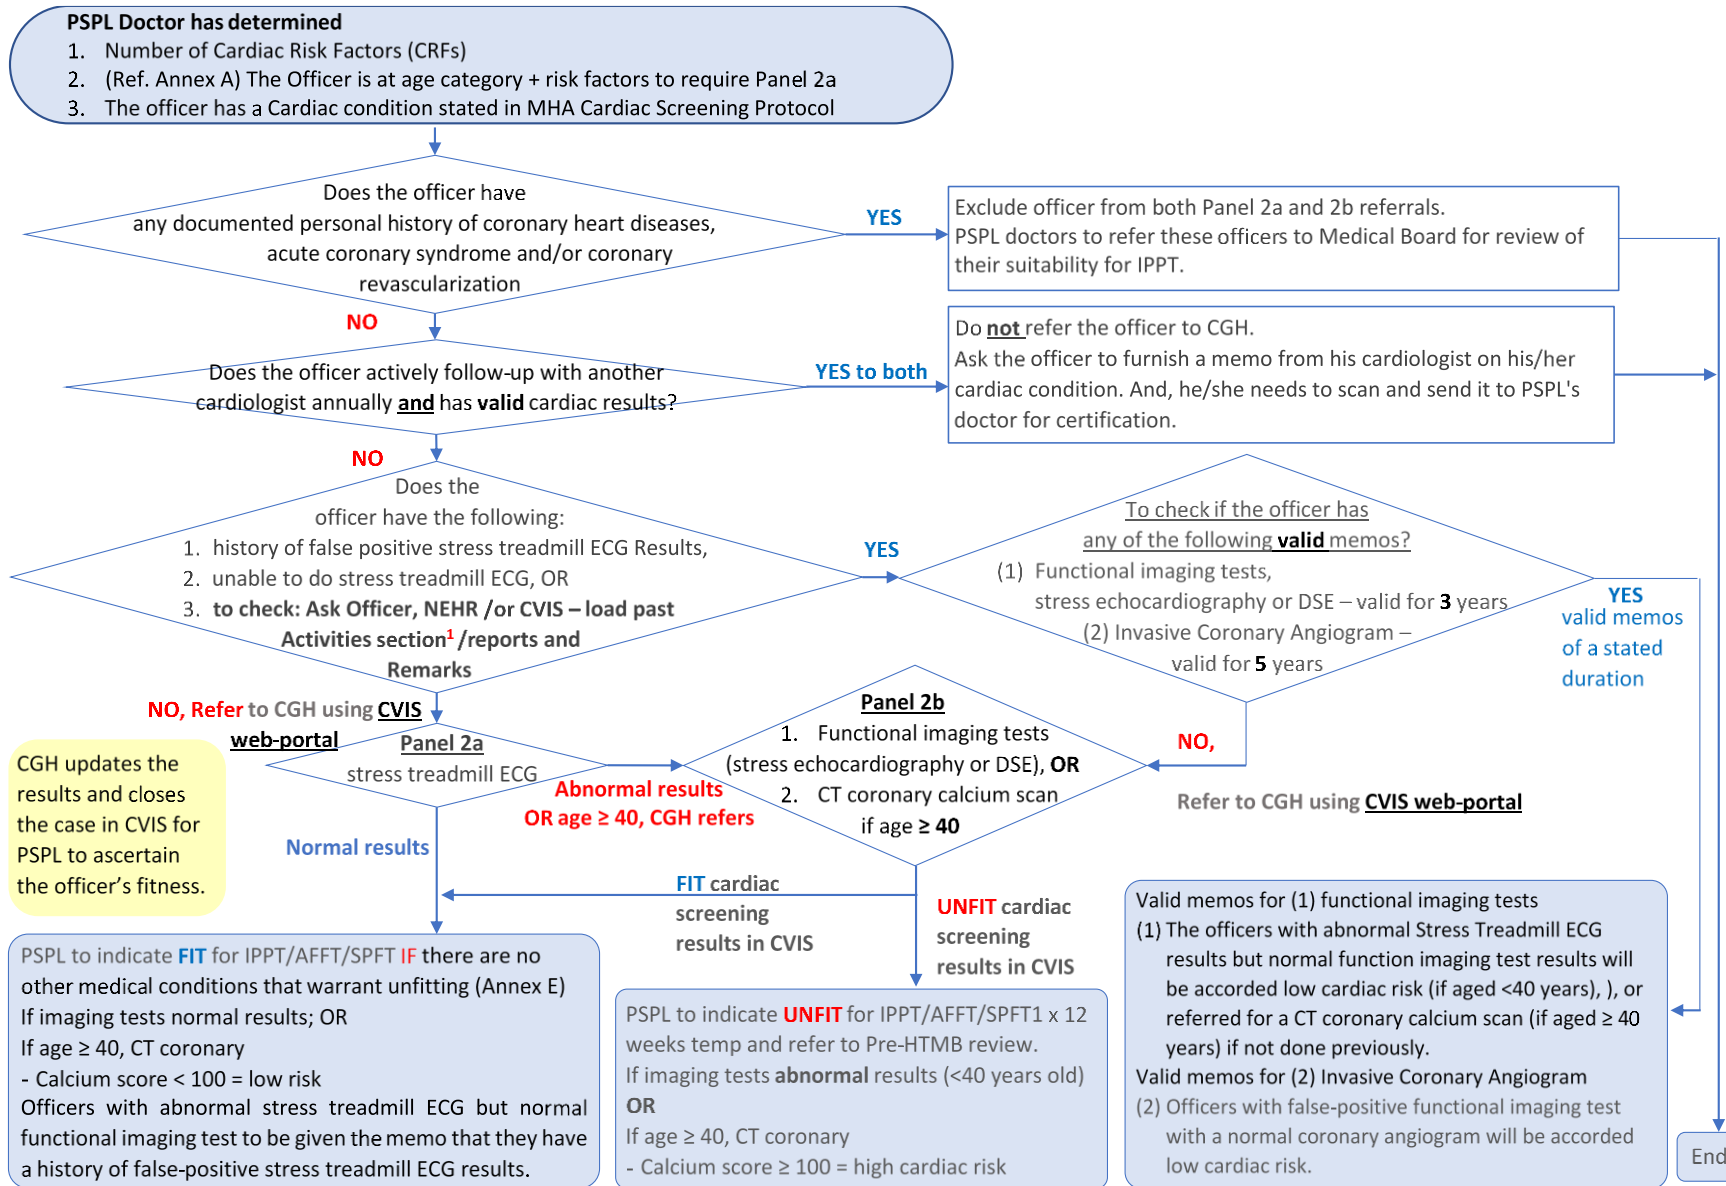 PSPL Doctor has determined
1. Number of Cardiac Risk Factors (CRFs)
2. (Ref. Annex A) The Officer is at age category + risk factors to require Panel 2a
3. The officer has a Cardiac condition stated in MHA Cardiac Screening Protocol
Does the officer have
any documented personal history of coronary heart diseases,
acute coronary syndrome and/or coronary
revascularization
YES
Exclude officer from both Panel 2a and 2b referrals.
PSPL doctors to refer these officers to Medical Board for review of
their suitability for IPPT.
NO
Does the officer actively follow-up with another
cardiologist annually and has valid cardiac results?
YES to both
Do not refer the officer to CGH.
Ask the officer to furnish a memo from his cardiologist on his/her
cardiac condition. And, he/she needs to scan and send it to PSPL's
doctor for certification.
NO
Does the
officer have the following:
1. history of false positive stress treadmill ECG Results,
2. unable to do stress treadmill ECG, OR
3. to check: Ask Officer, NEHR /or CVIS – load past
Activities section1 /reports and
Remarks
YES
To check if the officer has
any of the following valid memos?
(1) Functional imaging tests,
stress echocardiography or DSE – valid for 3 years
(2) Invasive Coronary Angiogram –
valid for 5 years
YES
valid memos
of a stated
duration
NO, Refer to CGH using CVIS
web-portal
Panel 2a
stress treadmill ECG
Abnormal results
OR age ≥ 40, CGH refers
Panel 2b
1. Functional imaging tests
(stress echocardiography or DSE), OR
2. CT coronary calcium scan
if age ≥ 40
NO,
Refer to CGH using CVIS web-portal
CGH updates the
results and closes
the case in CVIS for
PSPL to ascertain
the officer's fitness.
Normal results
FIT cardiac
screening
results in CVIS
UNFIT cardiac
screening
results in CVIS
PSPL to indicate FIT for IPPT/AFFT/SPFT IF there are no
other medical conditions that warrant unfitting (Annex E)
If imaging tests normal results; OR
If age ≥ 40, CT coronary
- Calcium score < 100 = low risk
Officers with abnormal stress treadmill ECG but normal
functional imaging test to be given the memo that they have
a history of false-positive stress treadmill ECG results.
PSPL to indicate UNFIT for IPPT/AFFT/SPFT1 x 12
weeks temp and refer to Pre-HTMB review.
If imaging tests abnormal results (<40 years old)
OR
If age ≥ 40, CT coronary
- Calcium score ≥ 100 = high cardiac risk
Valid memos for (1) functional imaging tests
(1) The officers with abnormal Stress Treadmill ECG
results but normal function imaging test results will
be accorded low cardiac risk (if aged <40 years), ), or
referred for a CT coronary calcium scan (if aged ≥ 40
years) if not done previously.
Valid memos for (2) Invasive Coronary Angiogram
(2) Officers with false-positive functional imaging test
with a normal coronary angiogram will be accorded
low cardiac risk.
End